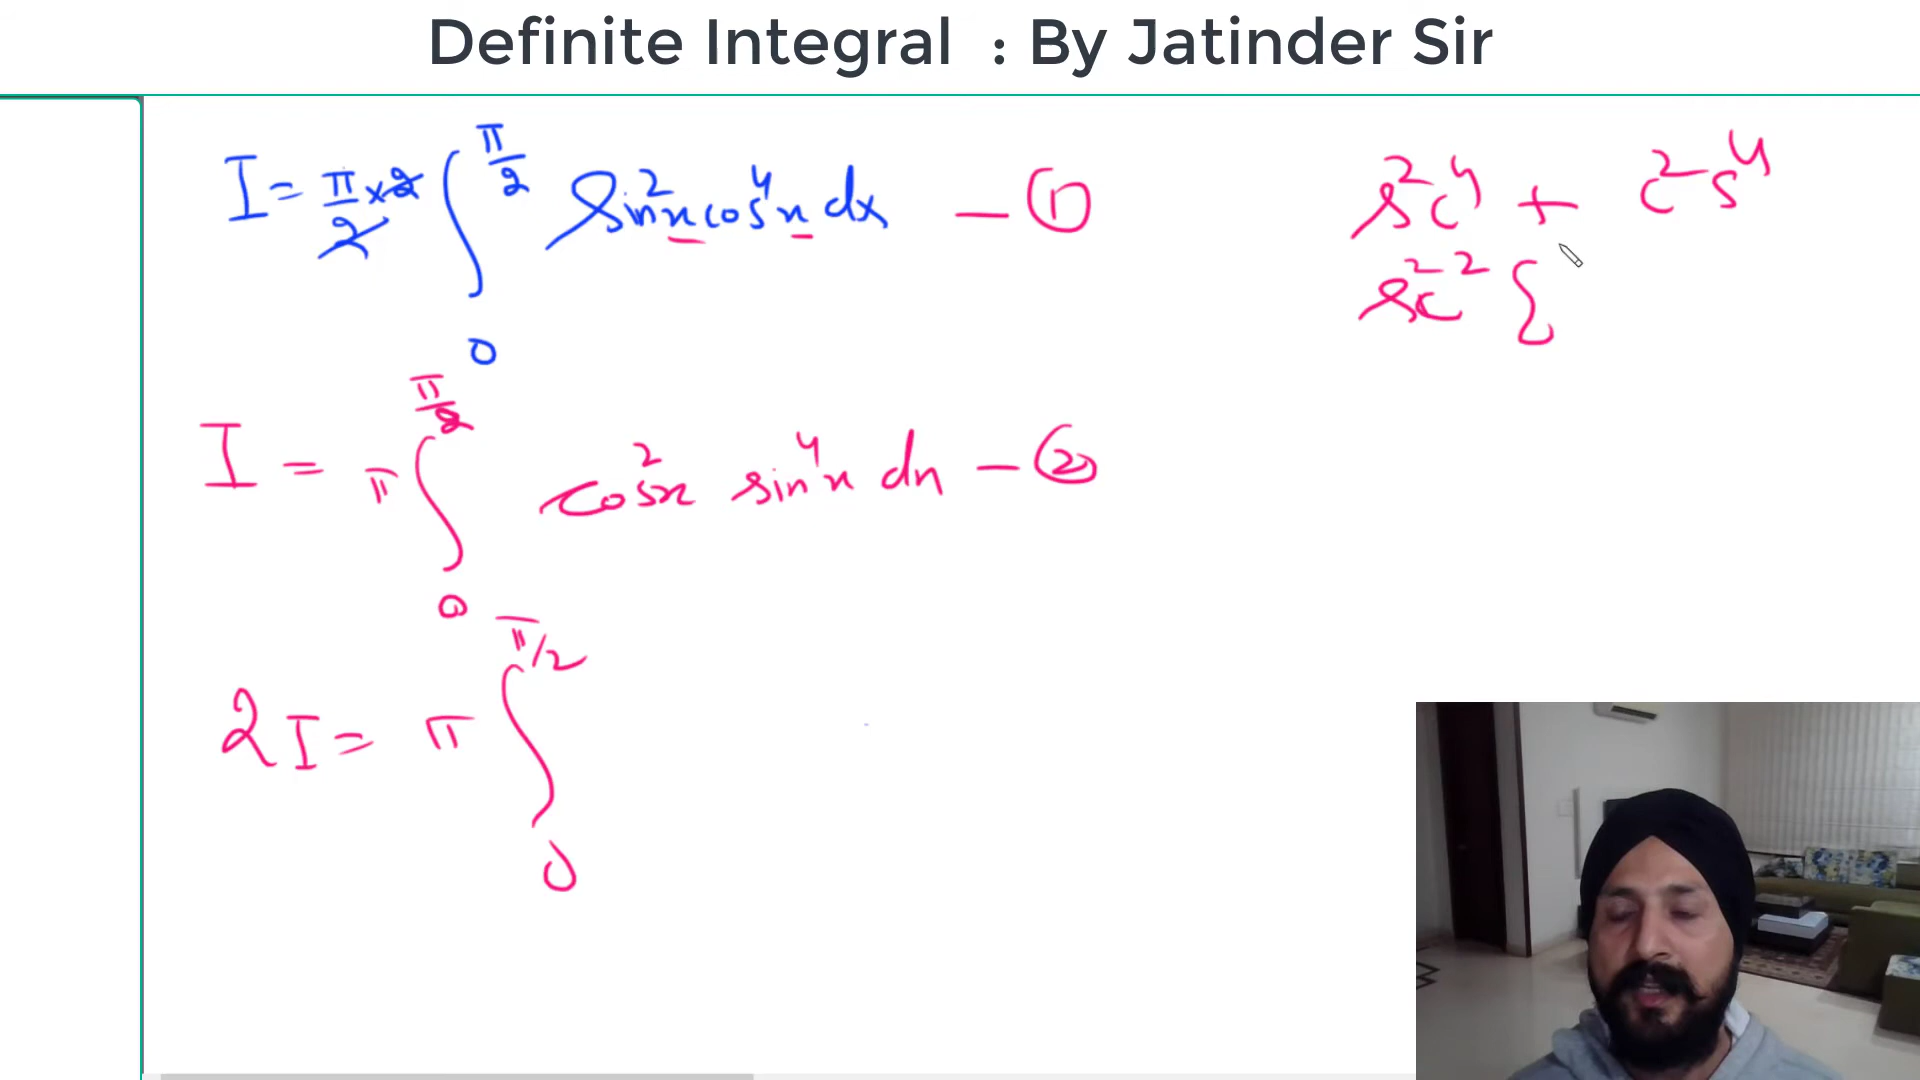 Definite Integral : By Jatinder Sir
I = π/2 × 2 ∫₀^{π/2} sin²x cos⁴x dx — ①
s²c⁴ + c²s⁴
s²c² {
I = π ∫₀^{π/2} cos²x sin⁴x dx — ②
2I = π ∫₀^{π/2}